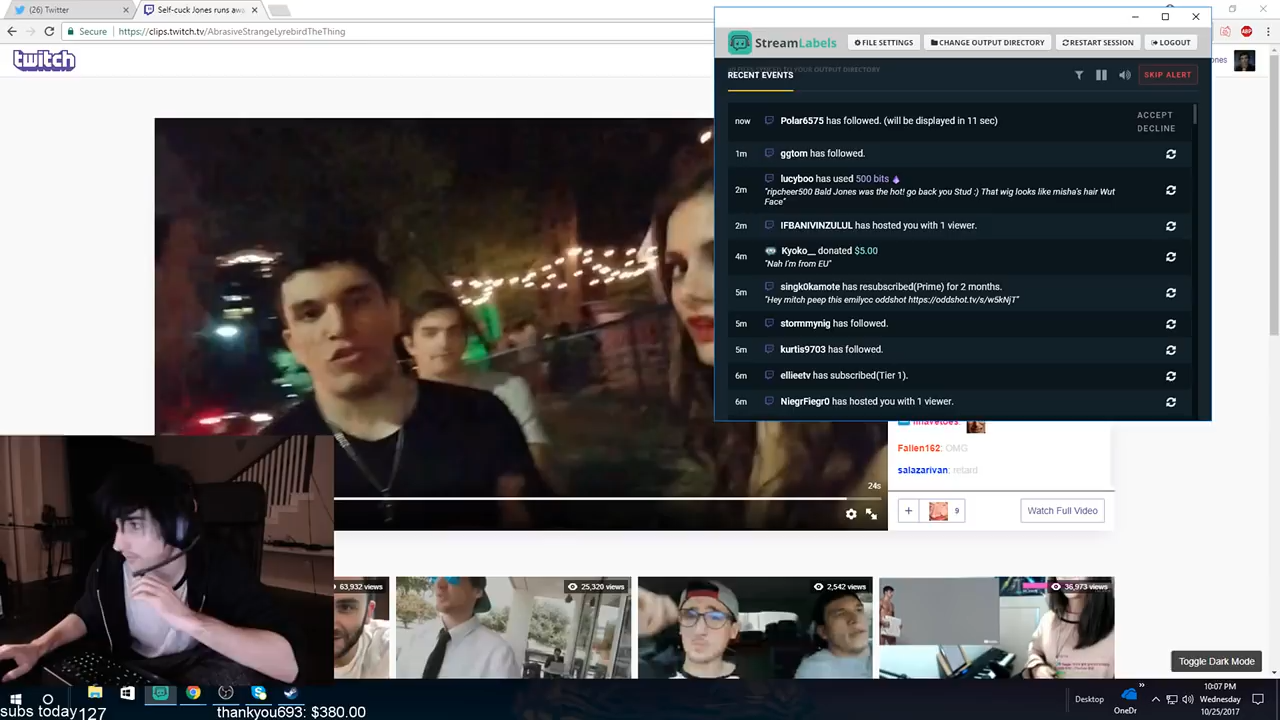 (26) Twitter
Self-cuck Jones runs awa
Secure
https://clips.twitch.tv/AbrasiveStrangeLyrebirdTheThing
twitch
StreamLabels
FILE SETTINGS
CHANGE OUTPUT DIRECTORY
RESTART SESSION
LOGOUT
RECENT EVENTS
SKIP ALERT
now Polar6575 has followed. (will be displayed in 11 sec)
ACCEPT
DECLINE
1m ggtom has followed.
2m lucyboo has used 500 bits
"ripcheer500 Bald Jones was the hot! go back you Stud :) That wig looks like misha's hair Wut
Face"
2m IFBANIVINZULUL has hosted you with 1 viewer.
4m Kyoko__ donated $5.00
"Nah I'm from EU"
5m singk0kamote has resubscribed(Prime) for 2 months.
"Hey mitch peep this emilycc oddshot https://oddshot.tv/s/w5kNjT"
5m stormmynig has followed.
5m kurtis9703 has followed.
6m ellieetv has subscribed(Tier 1).
6m NiegrFiegr0 has hosted you with 1 viewer.
Fallen162: OMG
salazarivan: retard
24s
9
Watch Full Video
63,932 views
25,320 views
2,542 views
36,973 views
Toggle Dark Mode
subs today 127
thankyou693: $380.00
Desktop
OneDr
10:07 PM
Wednesday
10/25/2017